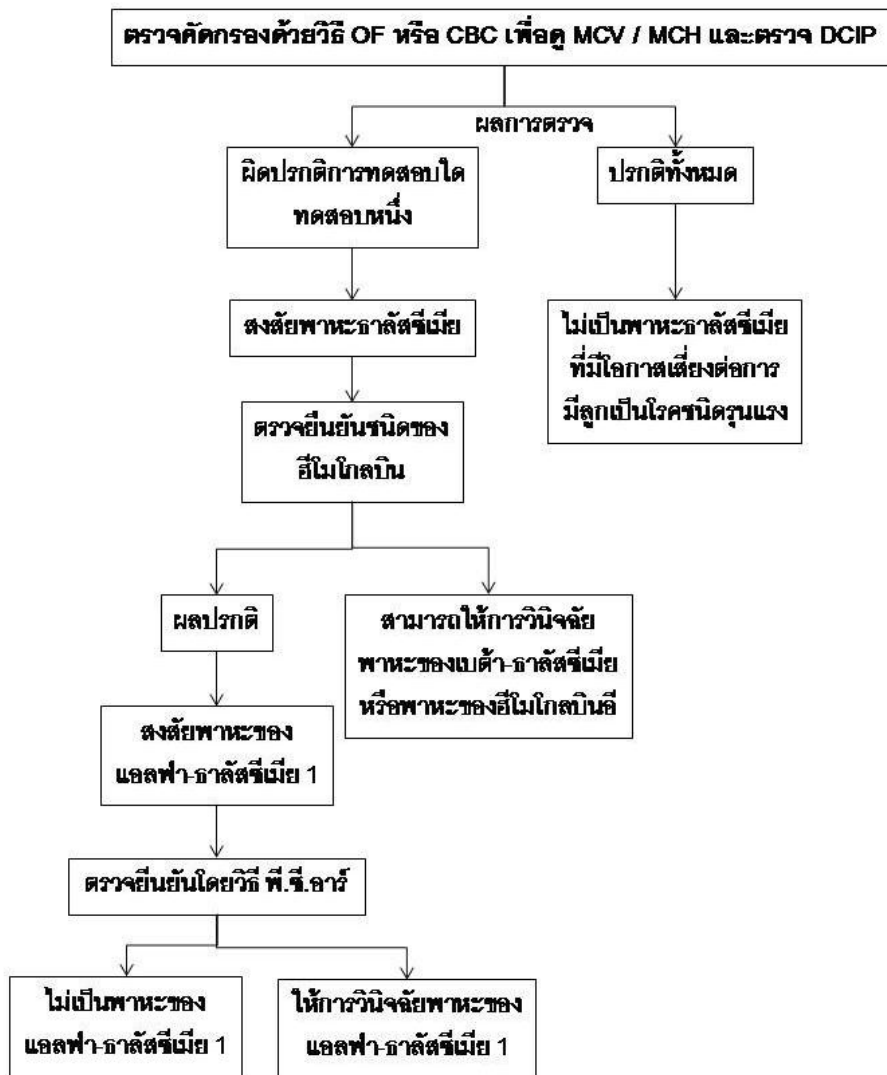 ตรวจคัดกรองด้วยวิธี OF หรือ CBC เพื่อดู MCV / MCH และตรวจ DCIP
ผลการตรวจ
ผิดปรกติการทดสอบใด
ทดสอบหนึ่ง
ปรกติทั้งหมด
สงสัยพาหะธาลัสซีเมีย
ไม่เป็นพาหะธาลัสซีเมีย
ที่มีโอกาสเสี่ยงต่อการ
มีลูกเป็นโรคชนิดรุนแรง
ตรวจยืนยันชนิดของ
ฮีโมโกลบิน
ผลปรกติ
สามารถให้การวินิจฉัย
พาหะของเบต้า-ธาลัสซีเมีย
หรือพาหะของฮีโมโกลบินอี
สงสัยพาหะของ
แอลฟา-ธาลัสซีเมีย 1
ตรวจยืนยันโดยวิธี พี.ซี.อาร์
ไม่เป็นพาหะของ
แอลฟา-ธาลัสซีเมีย 1
ให้การวินิจฉัยพาหะของ
แอลฟา-ธาลัสซีเมีย 1